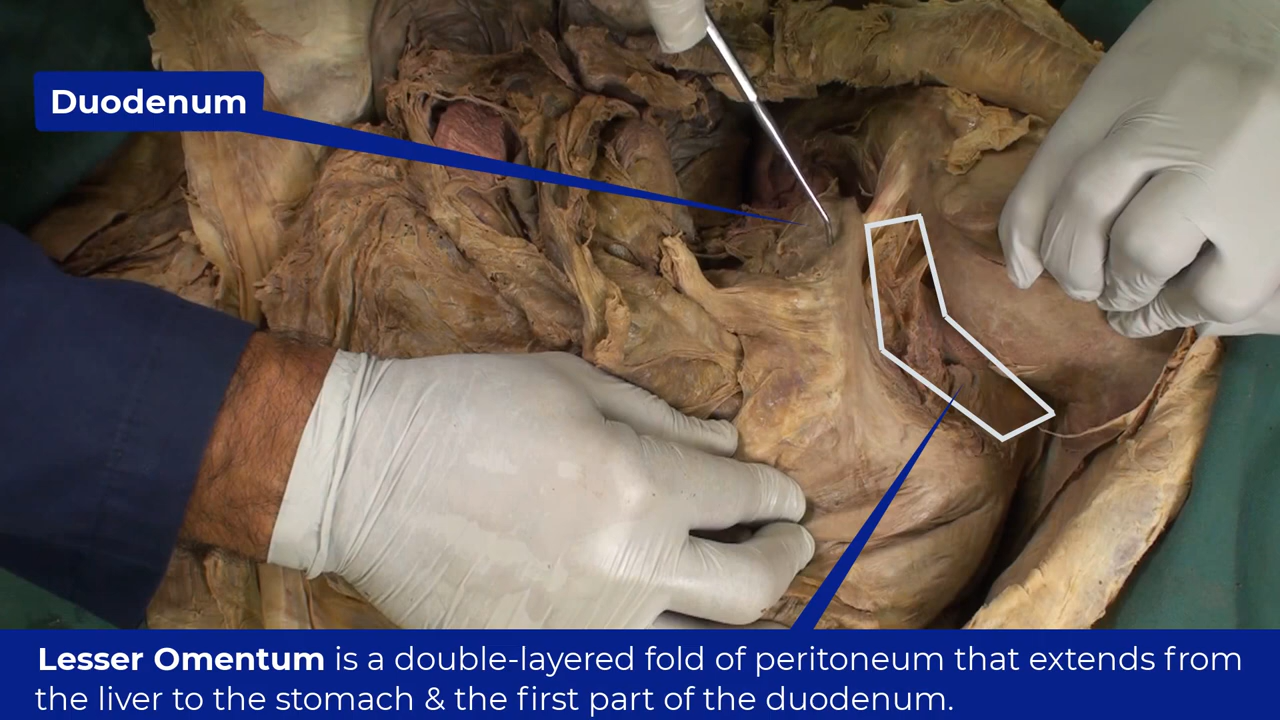 Duodenum
Lesser Omentum is a double-layered fold of peritoneum that extends from
the liver to the stomach & the first part of the duodenum.